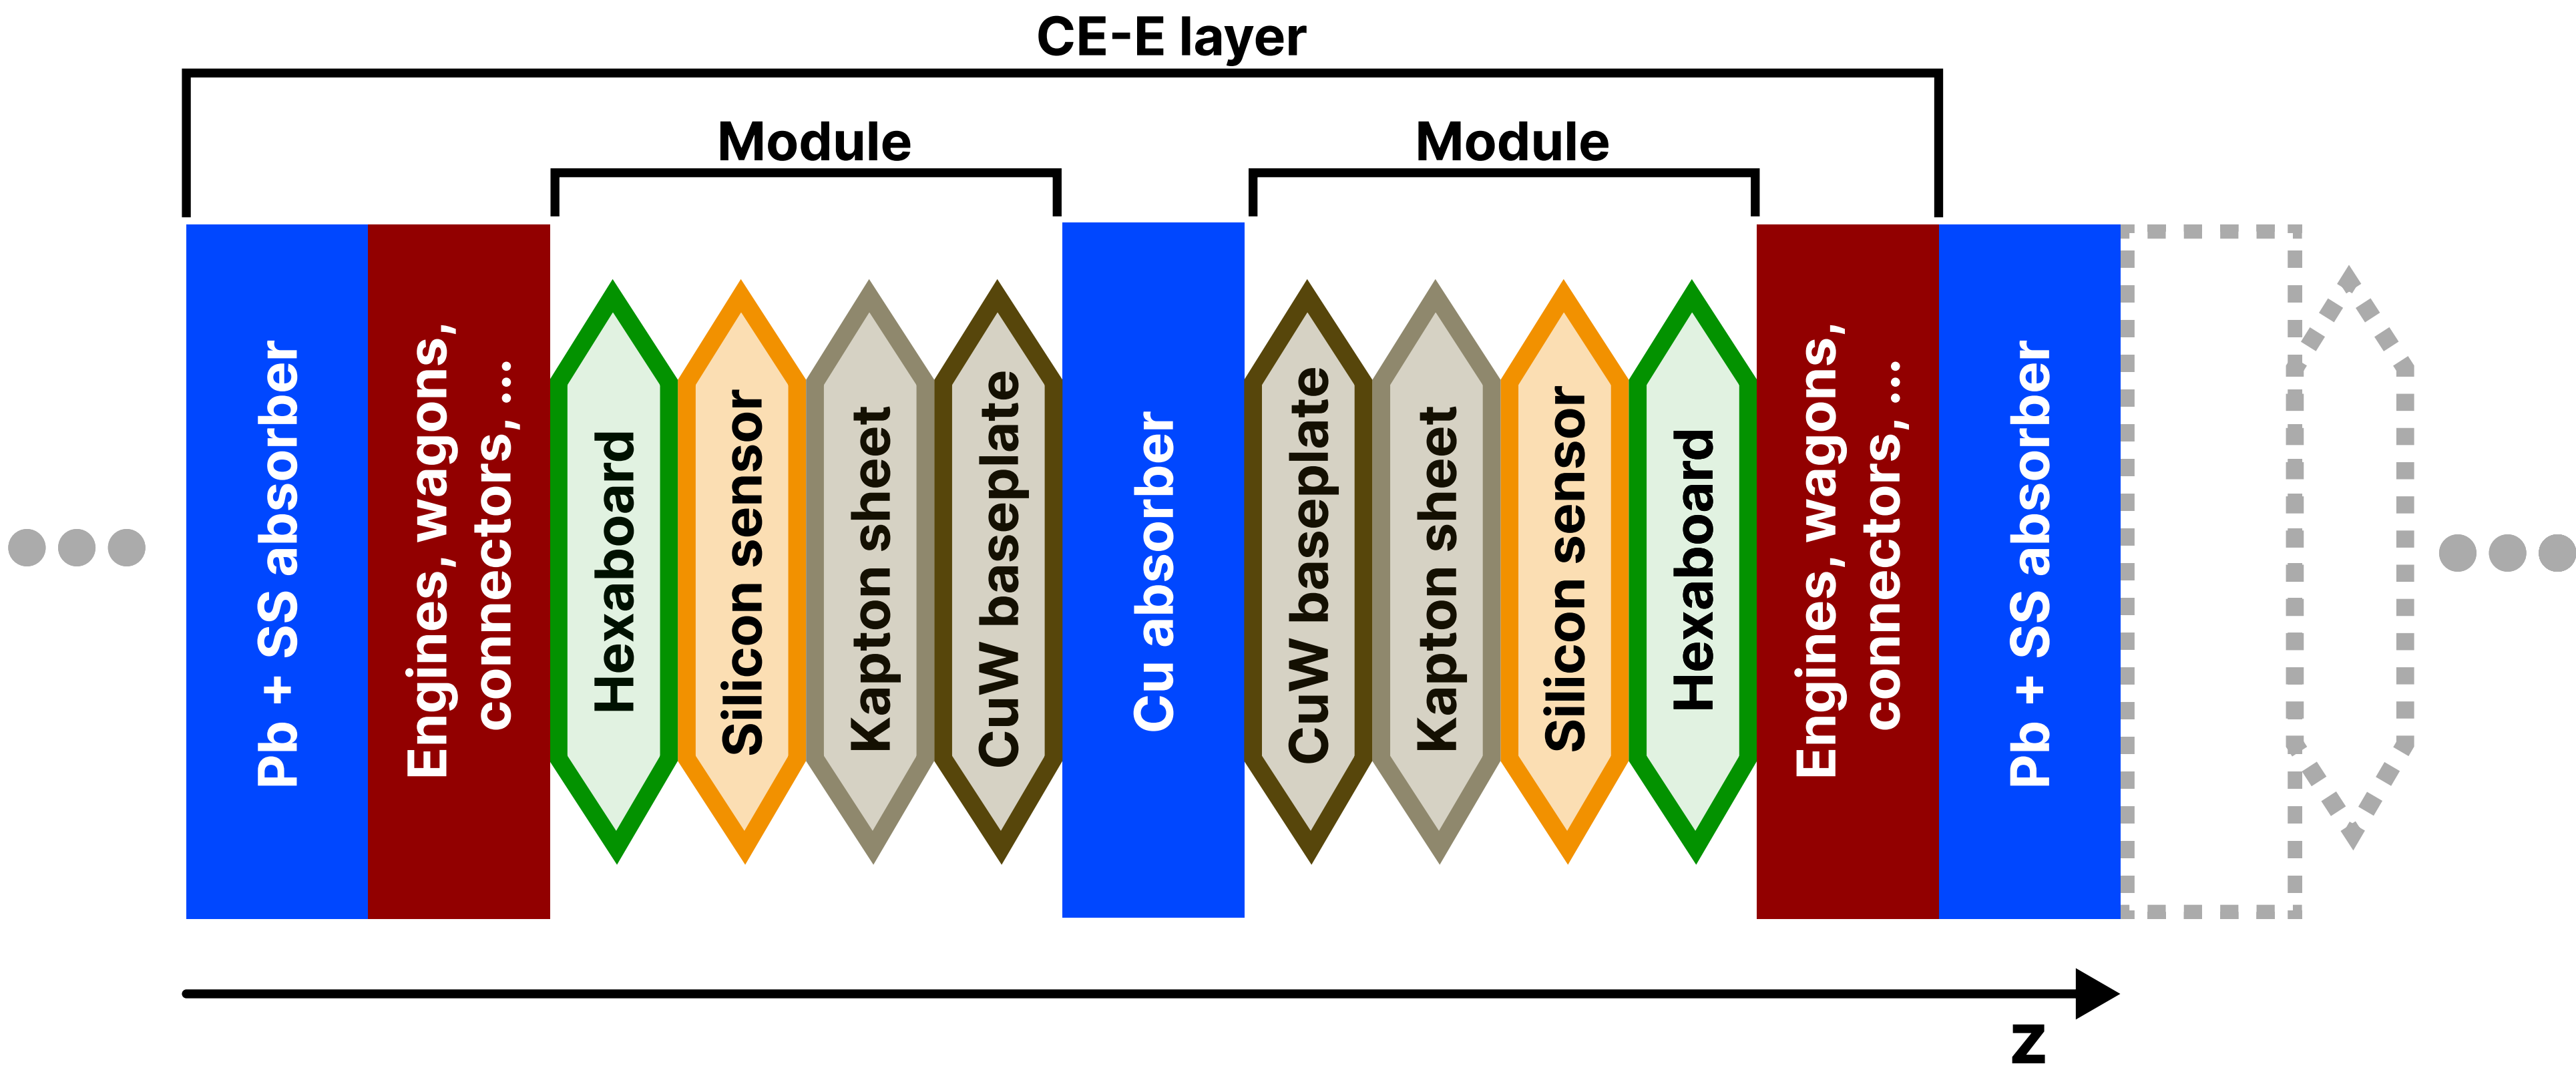 CE-E layer
Module
Module
Pb + SS absorber
Engines, wagons,
connectors, ...
Hexaboard
Silicon sensor
Kapton sheet
CuW baseplate
Cu absorber
CuW baseplate
Kapton sheet
Silicon sensor
Hexaboard
Engines, wagons,
connectors, ...
Pb + SS absorber
z